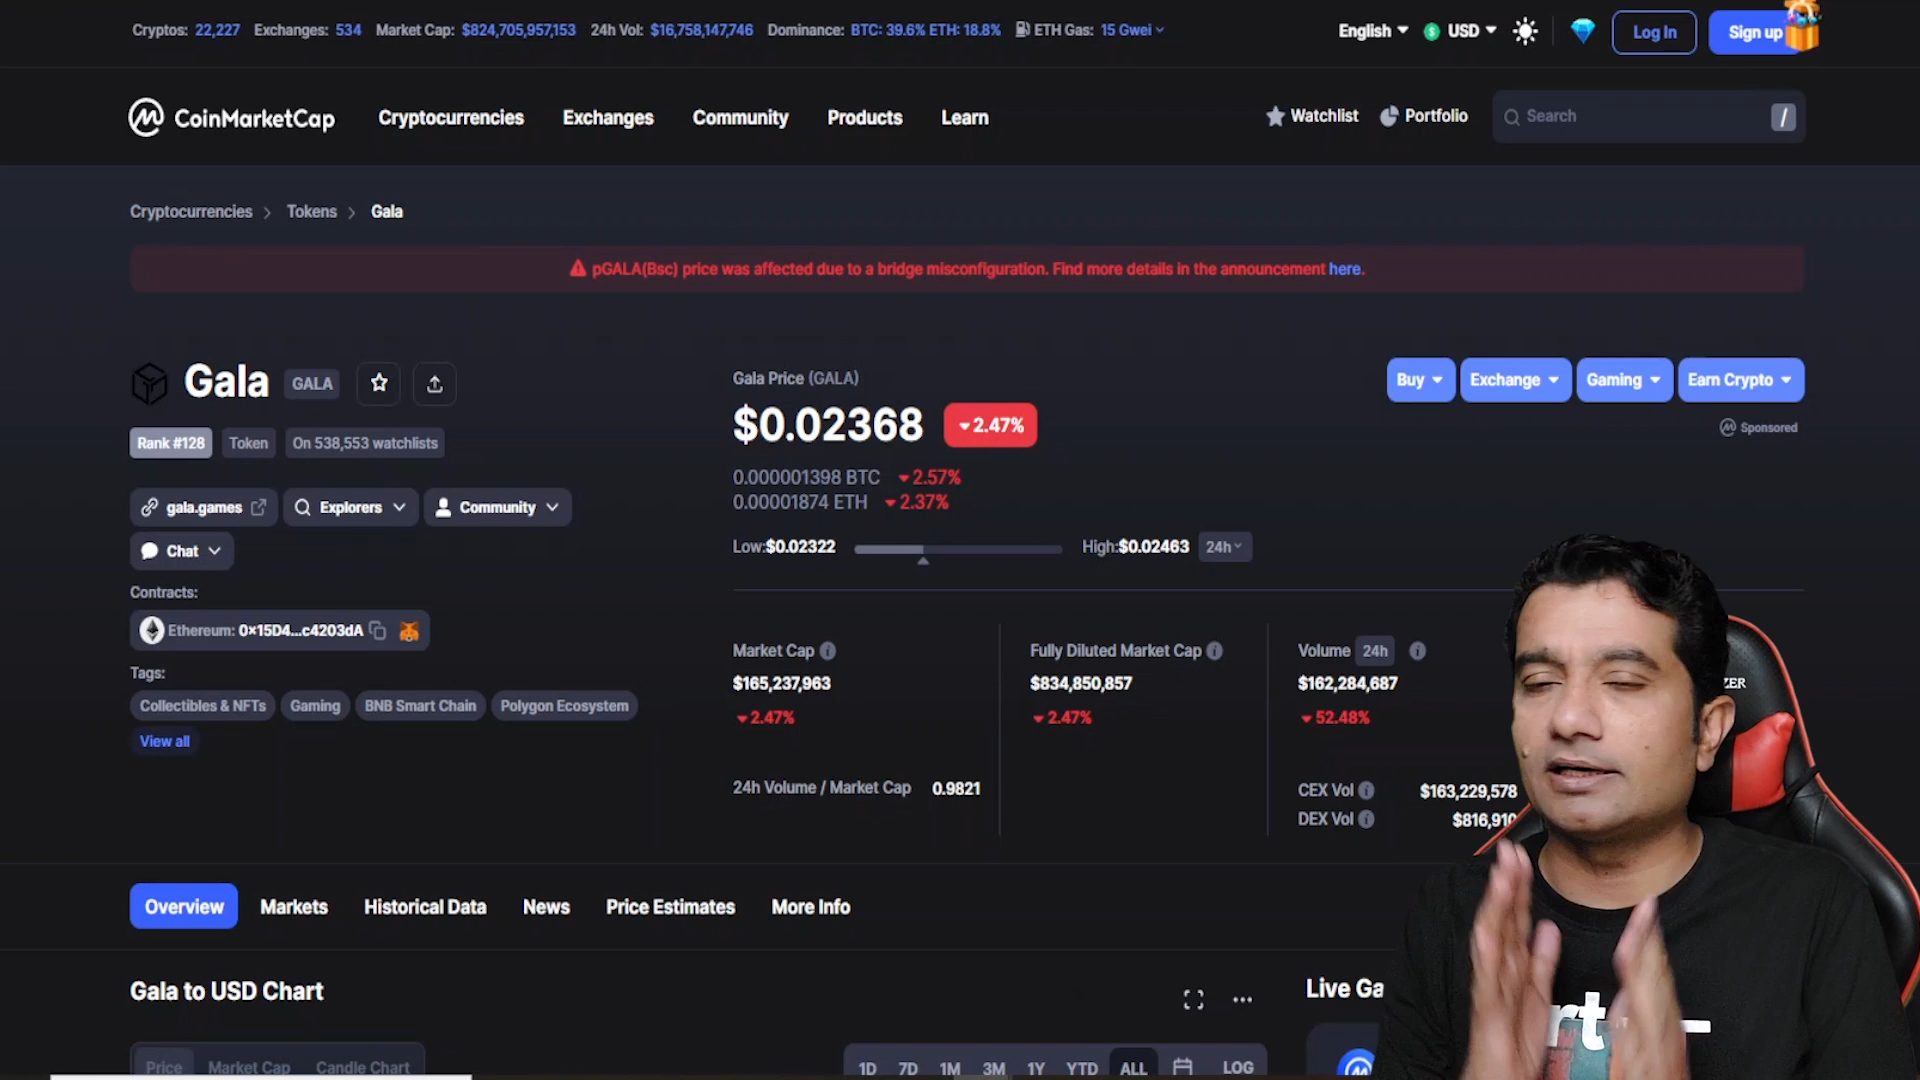 Cryptos: 22,227 Exchanges: 534 Market Cap: $824,705,957,153 24h Vol: $16,758,147,746 Dominance: BTC: 39.6% ETH: 18.8% ETH Gas: 15 Gwei English USD Log In Sign up
CoinMarketCap Cryptocurrencies Exchanges Community Products Learn Watchlist Portfolio Search /
Cryptocurrencies > Tokens > Gala
pGALA(Bsc) price was affected due to a bridge misconfiguration. Find more details in the announcement here.
Gala GALA
Rank #128 Token On 538,553 watchlists
gala.games Explorers Community
Chat
Contracts:
Ethereum: 0x15D4...c4203dA
Tags:
Collectibles & NFTs Gaming BNB Smart Chain Polygon Ecosystem
View all
Gala Price (GALA)
$0.02368 2.47%
0.000001398 BTC 2.57%
0.00001874 ETH 2.37%
Low:$0.02322 High:$0.02463 24h
Buy Exchange Gaming Earn Crypto
Sponsored
Market Cap
$165,237,963
2.47%
24h Volume / Market Cap 0.9821
Fully Diluted Market Cap
$834,850,857
2.47%
Volume 24h
$162,284,687
52.48%
CEX Vol $163,229,578
DEX Vol $816,910
Overview Markets Historical Data News Price Estimates More Info
Gala to USD Chart
Price Market Cap Candle Chart
1D 7D 1M 3M 1Y YTD ALL LOG
Live Ga